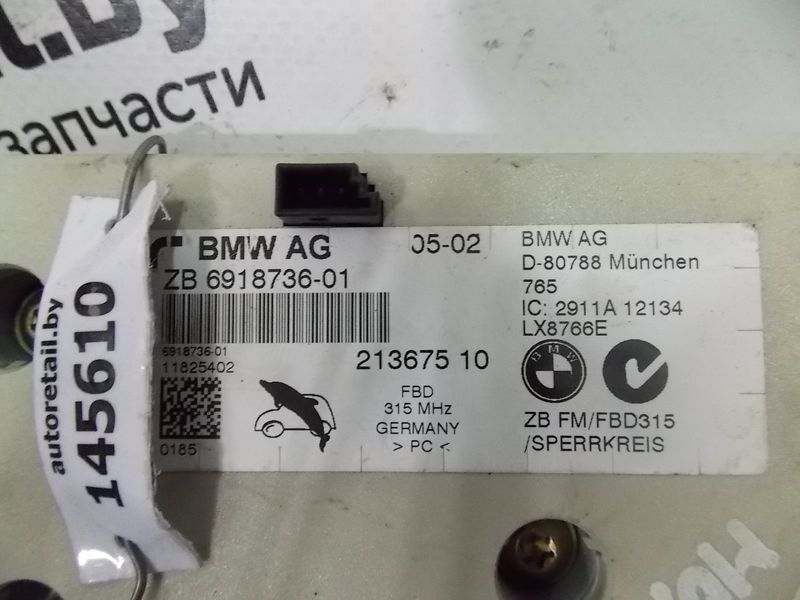 запчасти
autoretail.by
145610
BMW AG
05-02
ZB 6918736-01
6918736-01
11825402
213675 10
0185
FBD
315 MHz
GERMANY
> PC <
BMW AG
D-80788 München
765
IC: 2911A 12134
LX8766E
BMW
ZB FM/FBD315
/SPERRKREIS